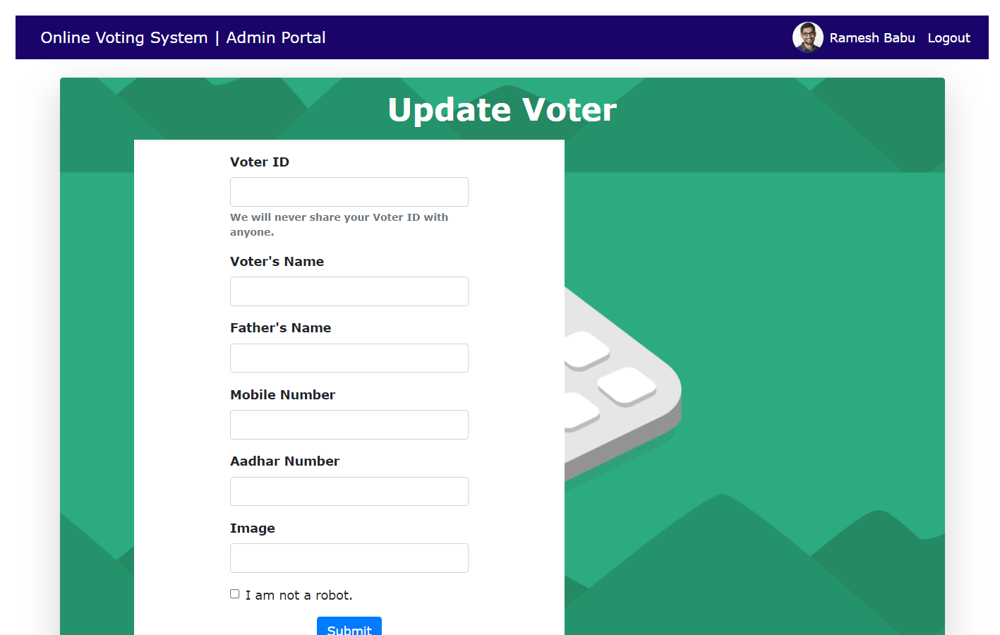 Online Voting System | Admin Portal
Ramesh Babu Logout
Update Voter
Voter ID
We will never share your Voter ID with
anyone.
Voter's Name
Father's Name
Mobile Number
Aadhar Number
Image
I am not a robot.
Submit